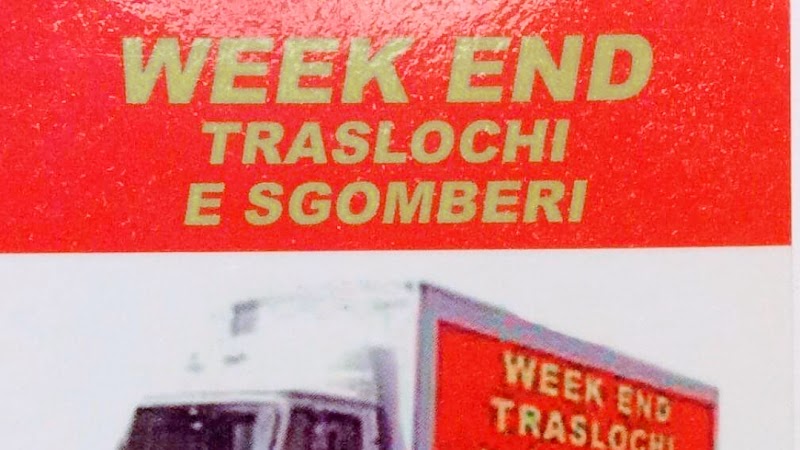 WEEK END
TRASLOCHI
E SGOMBERI
WEEK END
TRASLOCHI